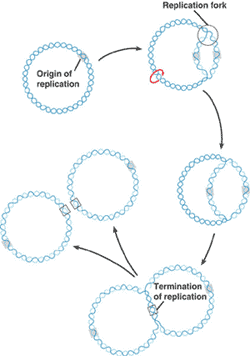 Replication fork
Origin of
replication
Termination
of replication